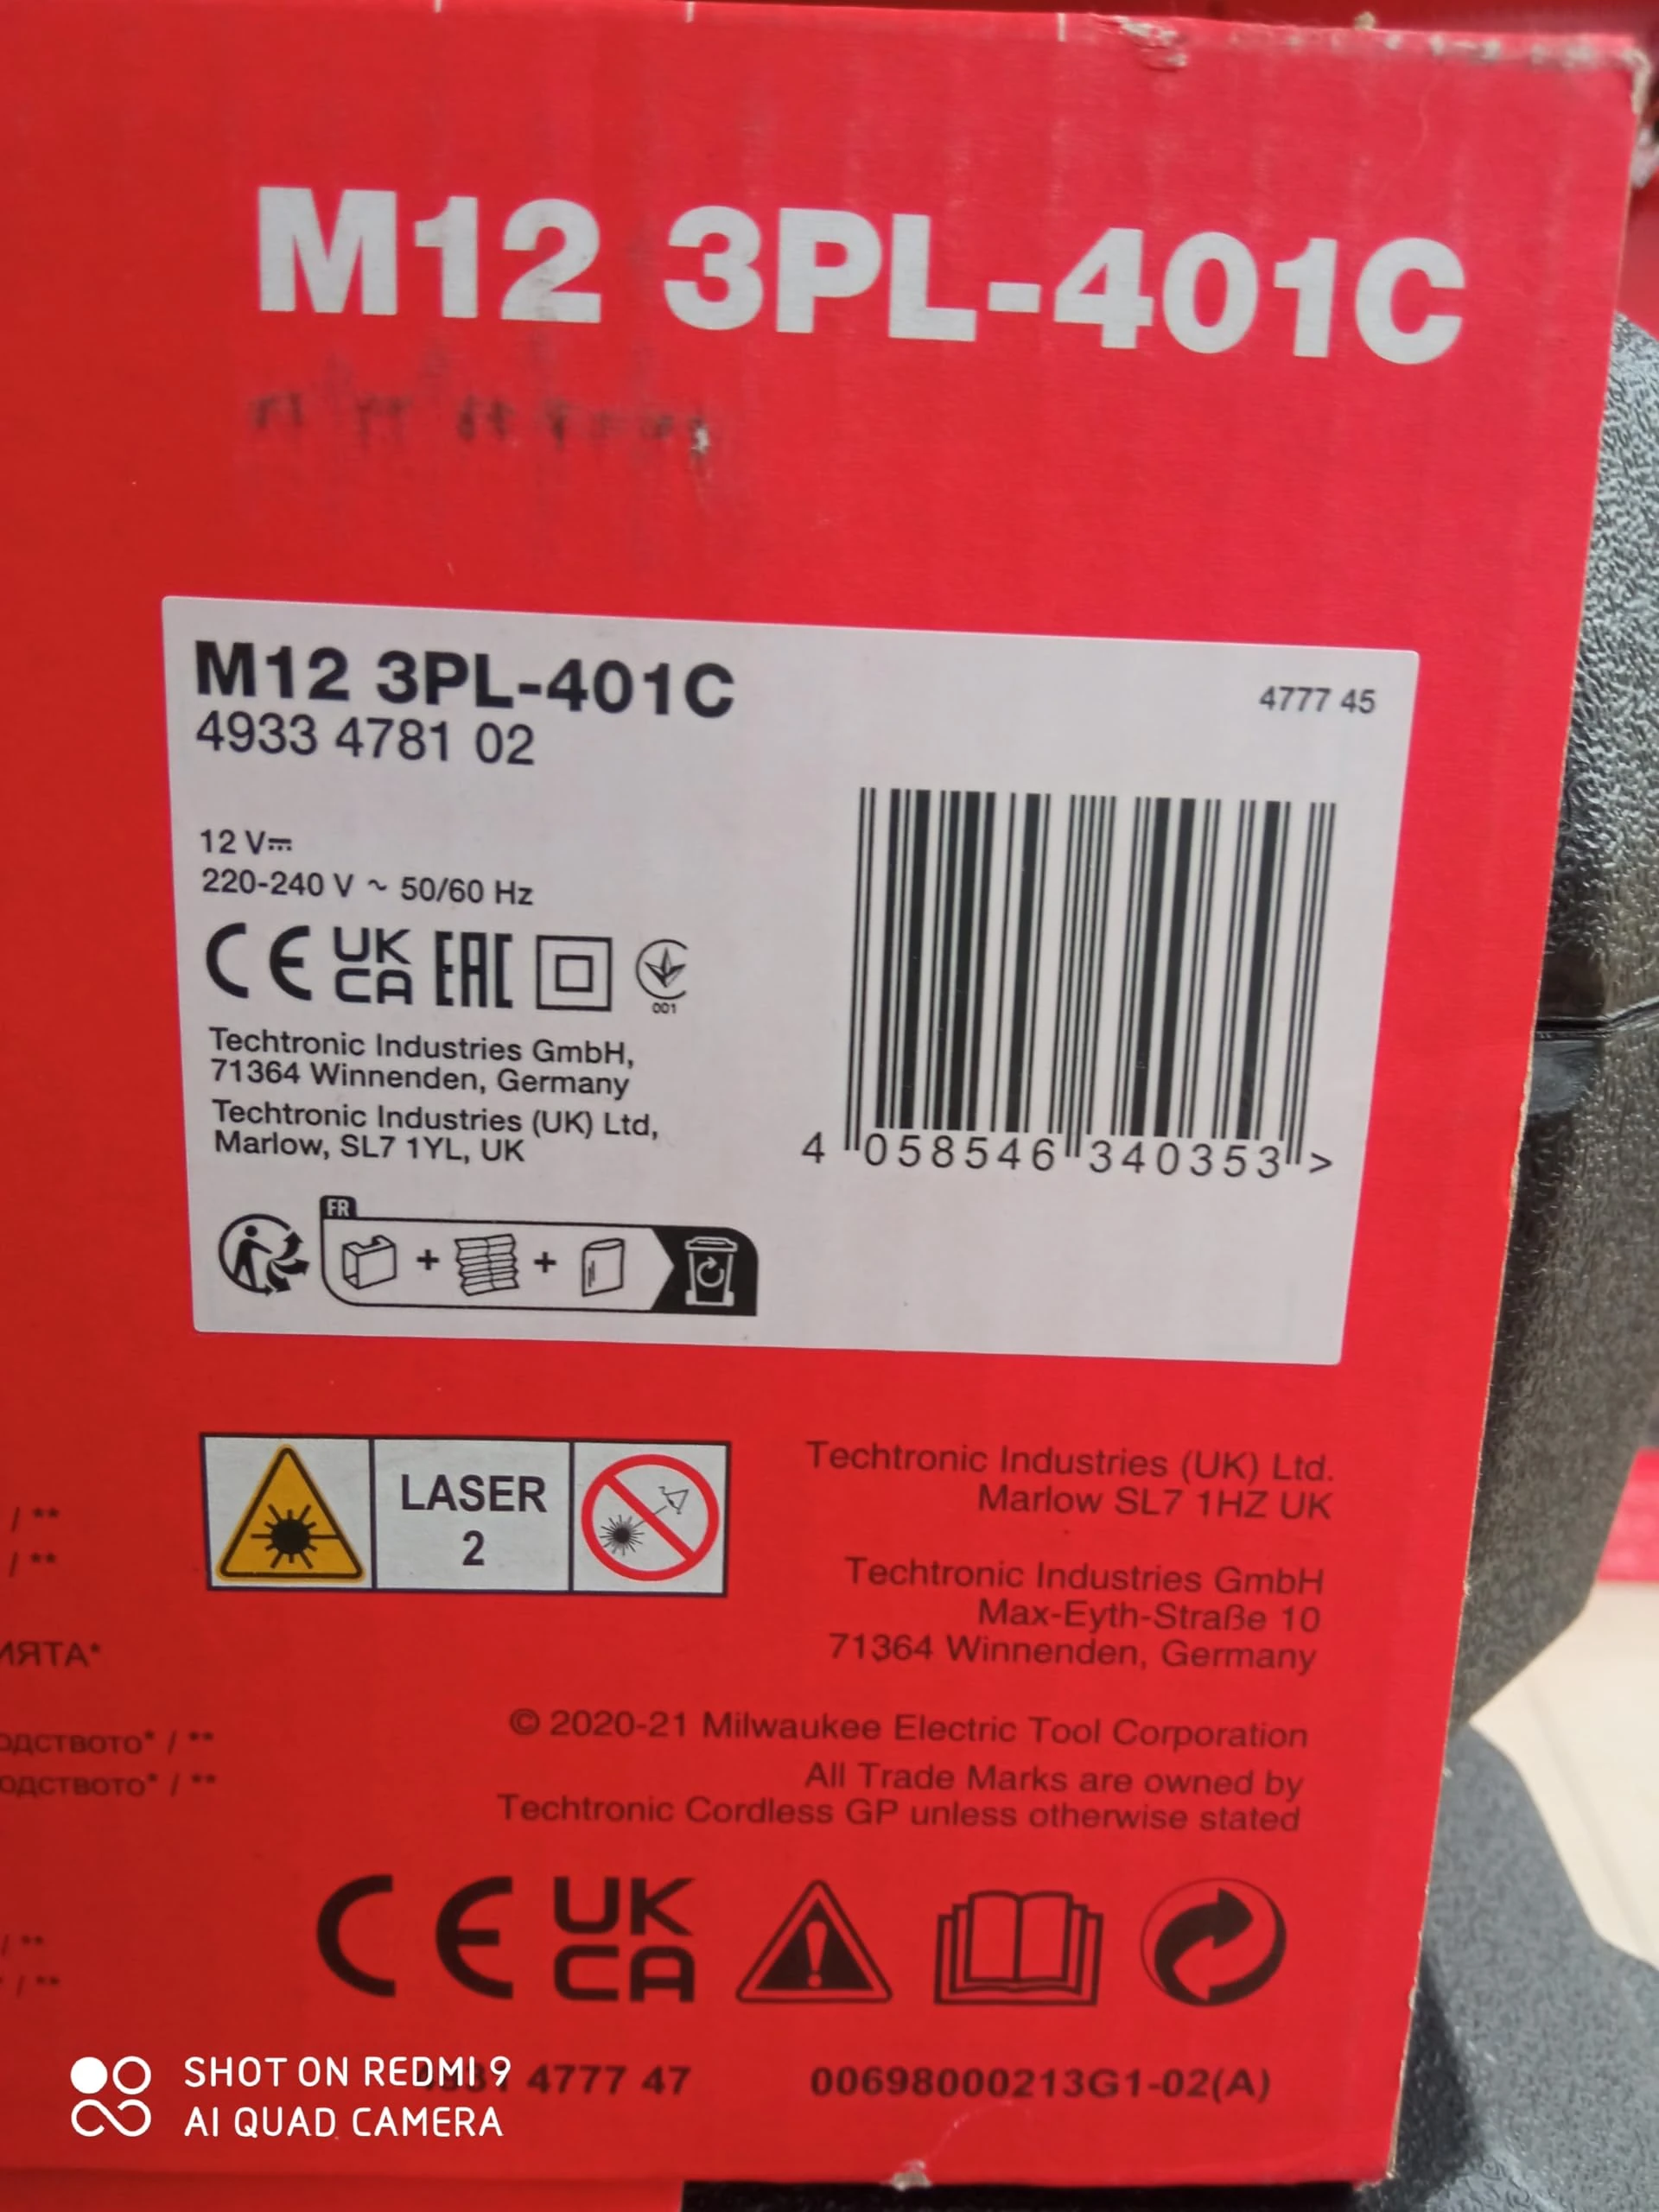 M12 3PL-401C
M12 3PL-401C
4777 45
4933 4781 02
12 V
220-240 V ~ 50/60 Hz
CE UK CA EAC
001
Techtronic Industries GmbH,
71364 Winnenden, Germany
Techtronic Industries (UK) Ltd,
Marlow, SL7 1YL, UK
4 058546 340353 >
FR
+ +
LASER
2
Techtronic Industries (UK) Ltd.
Marlow SL7 1HZ UK
Techtronic Industries GmbH
Max-Eyth-Straße 10
71364 Winnenden, Germany
/ **
/ **
© 2020-21 Milwaukee Electric Tool Corporation
All Trade Marks are owned by
Techtronic Cordless GP unless otherwise stated
/ **
/ **
/ **
/ **
CE UK CA
4777 47
00698000213G1-02(A)
SHOT ON REDMI 9
AI QUAD CAMERA